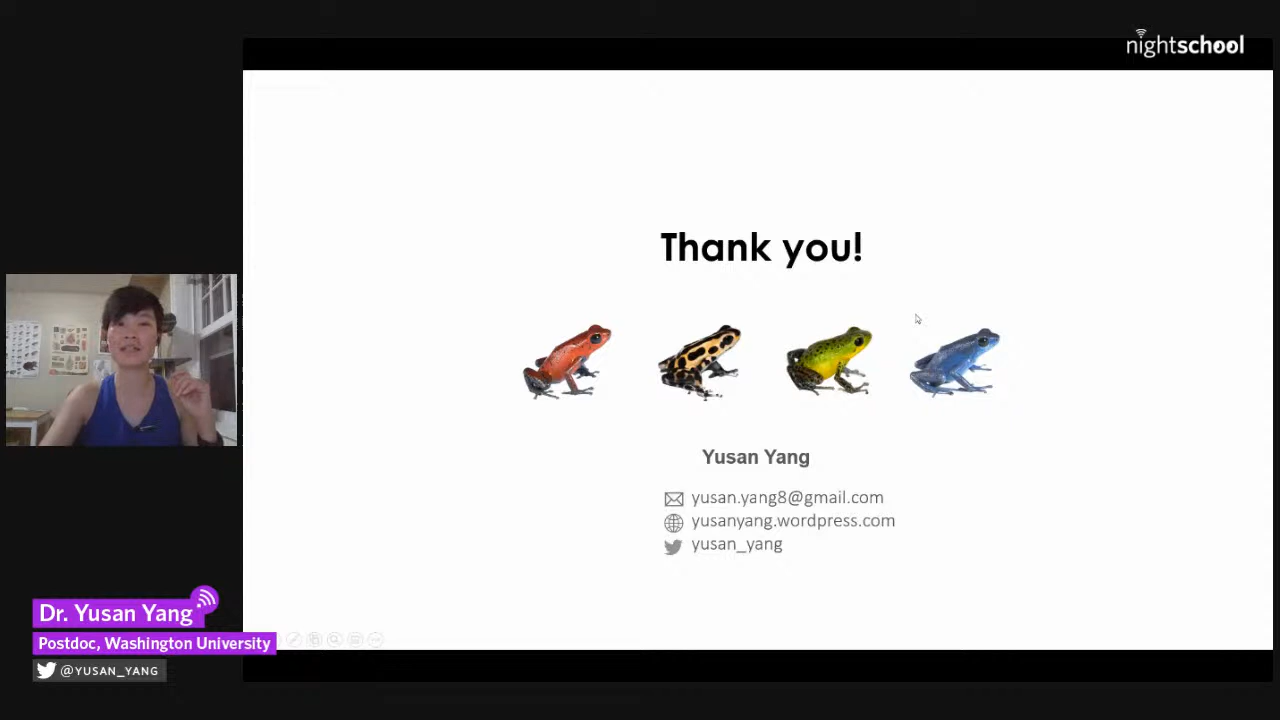 nightschool
Thank you!
Yusan Yang
yusan.yang8@gmail.com
yusanyang.wordpress.com
yusan_yang
Dr. Yusan Yang
Postdoc, Washington University
@YUSAN_YANG